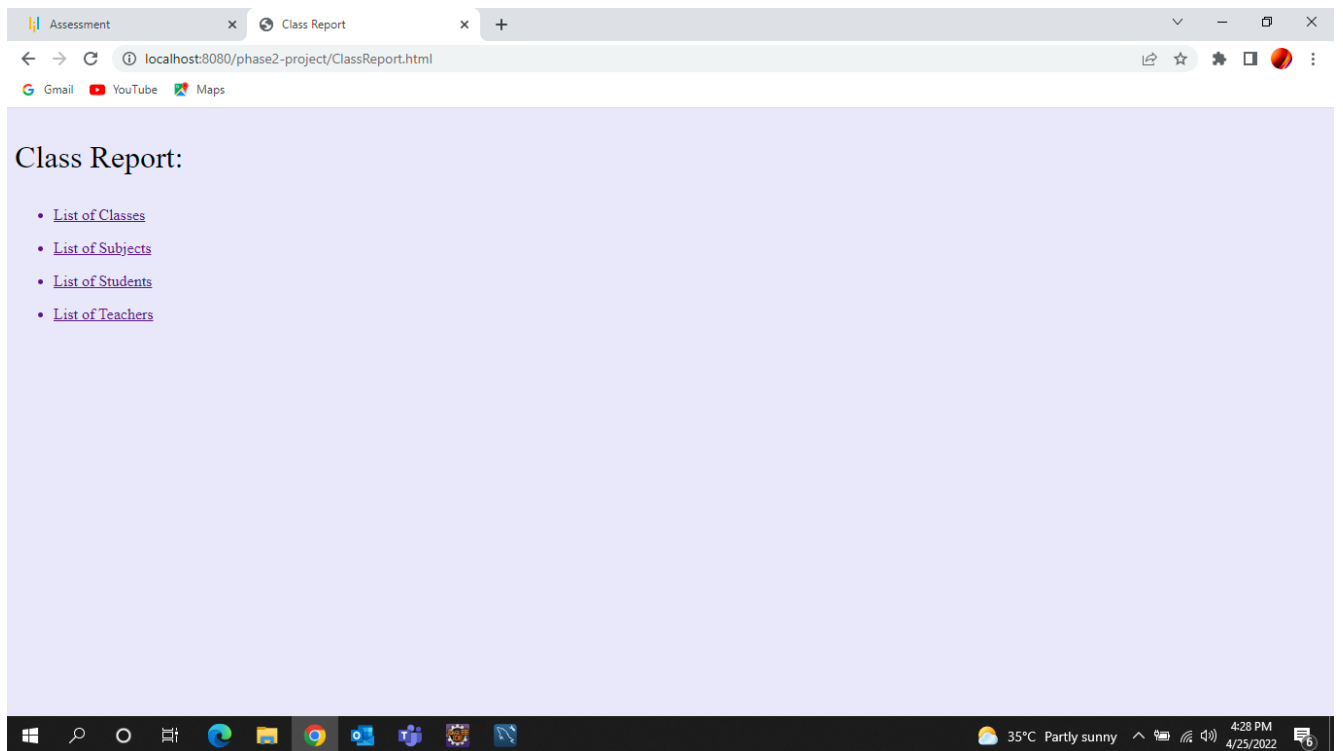 Assessment
Class Report
localhost:8080/phase2-project/ClassReport.html
Gmail YouTube Maps
Class Report:
• List of Classes
• List of Subjects
• List of Students
• List of Teachers
35°C Partly sunny
4:28 PM
4/25/2022
6